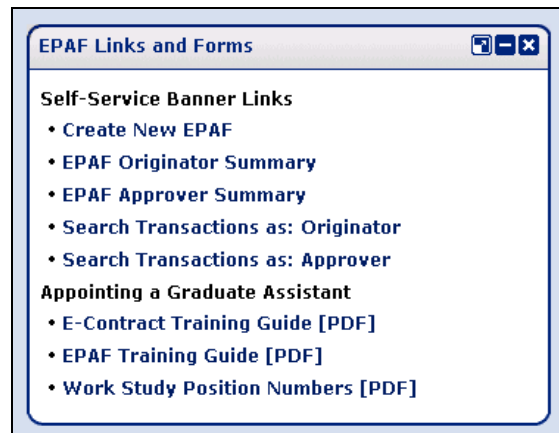 EPAF Links and Forms
Self-Service Banner Links
• Create New EPAF
• EPAF Originator Summary
• EPAF Approver Summary
• Search Transactions as: Originator
• Search Transactions as: Approver
Appointing a Graduate Assistant
• E-Contract Training Guide [PDF]
• EPAF Training Guide [PDF]
• Work Study Position Numbers [PDF]